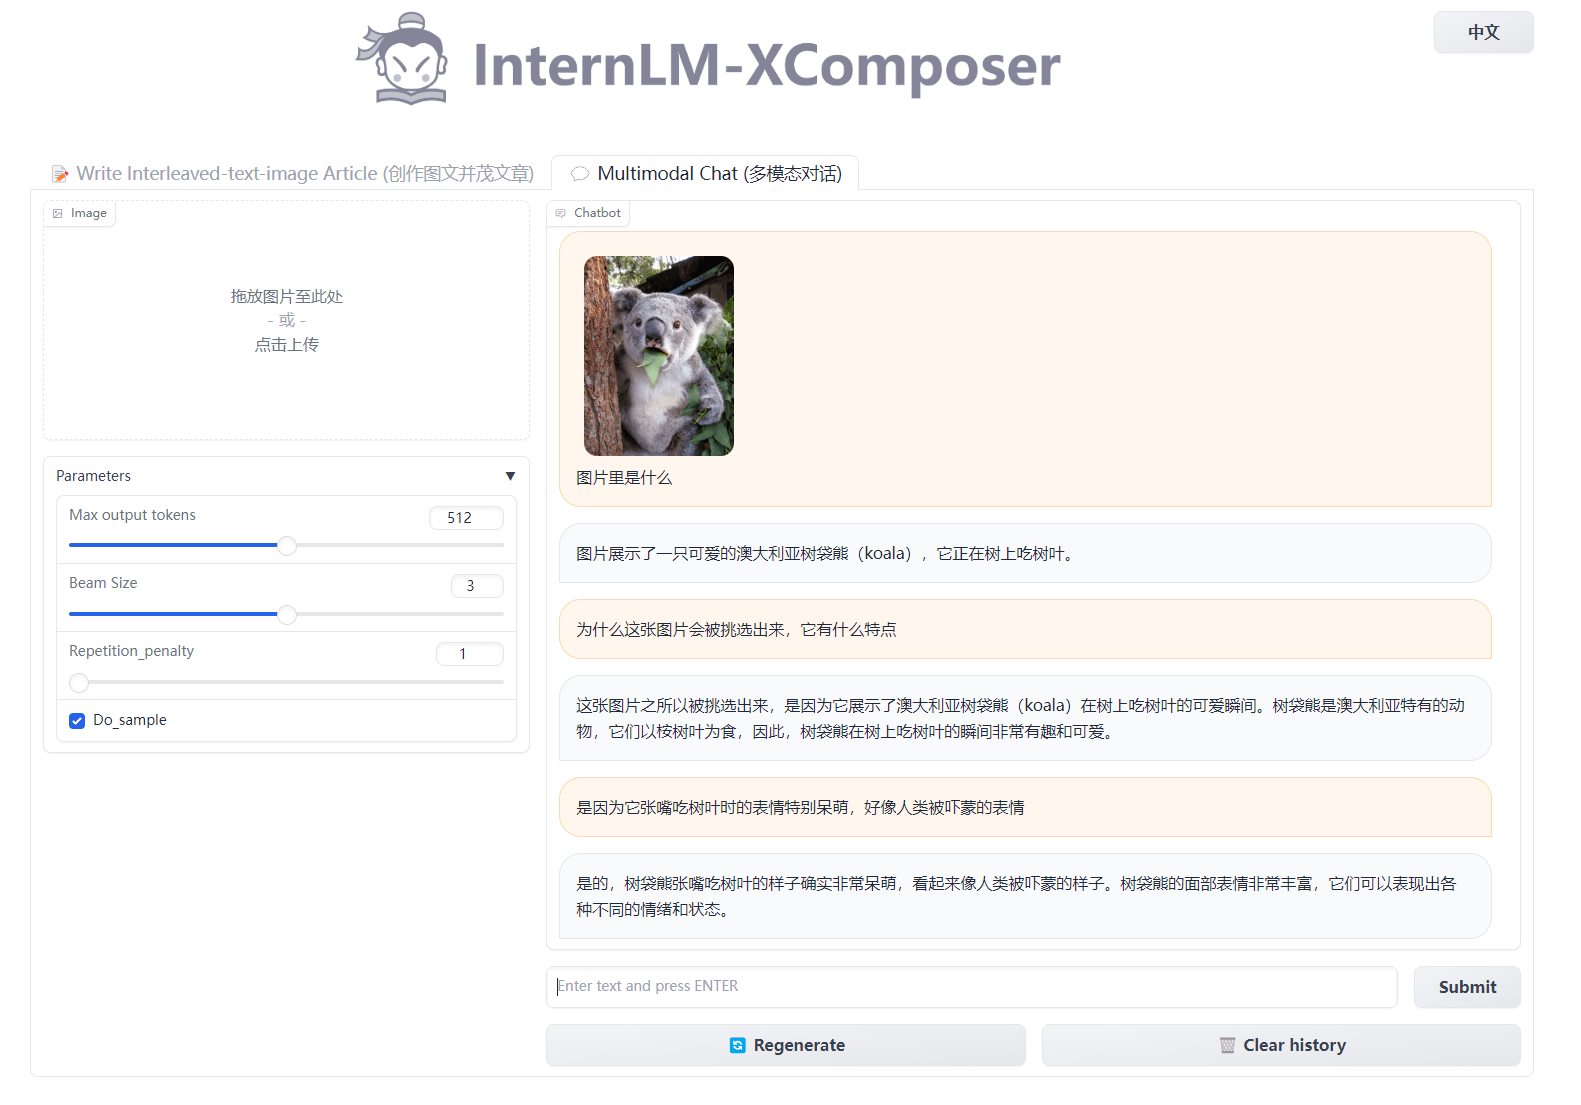 InternLM-XComposer
中文
Write Interleaved-text-image Article (创作图文并茂文章)
Multimodal Chat (多模态对话)
Image
拖放图片至此处
- 或 -
点击上传
Parameters
Max output tokens
512
Beam Size
3
Repetition_penalty
1
Do_sample
Chatbot
图片里是什么
图片展示了一只可爱的澳大利亚树袋熊（koala），它正在树上吃树叶。
为什么这张图片会被挑选出来，它有什么特点
这张图片之所以被挑选出来，是因为它展示了澳大利亚树袋熊（koala）在树上吃树叶的可爱瞬间。树袋熊是澳大利亚特有的动
物，它们以桉树叶为食，因此，树袋熊在树上吃树叶的瞬间非常有趣和可爱。
是因为它张嘴吃树叶时的表情特别呆萌，好像人类被吓蒙的表情
是的，树袋熊张嘴吃树叶的样子确实非常呆萌，看起来像人类被吓蒙的样子。树袋熊的面部表情非常丰富，它们可以表现出各
种不同的情绪和状态。
Enter text and press ENTER
Submit
Regenerate
Clear history